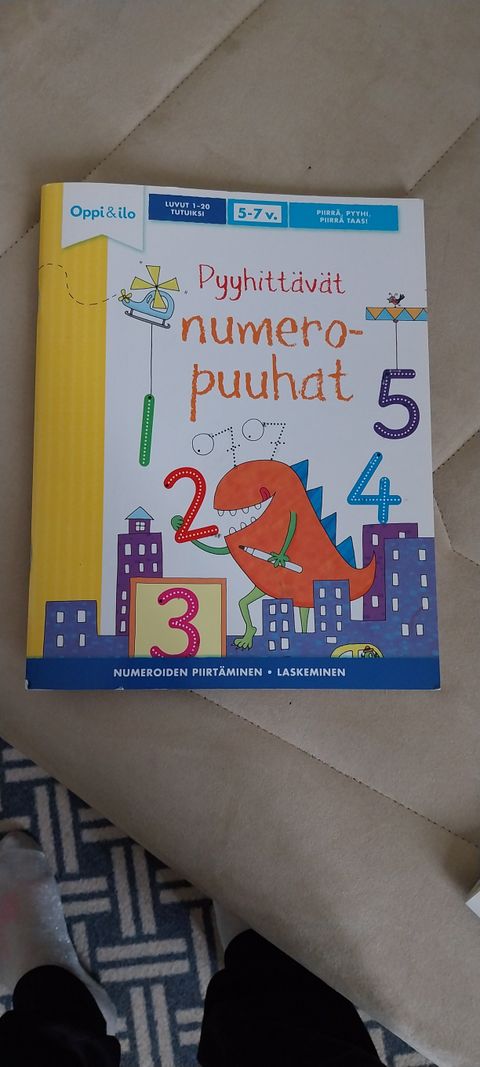 Oppi&ilo
LUVUT 1-20
TUTUIKSI
5-7 v.
PIIRRÄ, PYYHI,
PIIRRÄ TAAS!
Pyyhittävät
numero-
puuhat
1
2
3
4
5
NUMEROIDEN PIIRTÄMINEN • LASKEMINEN